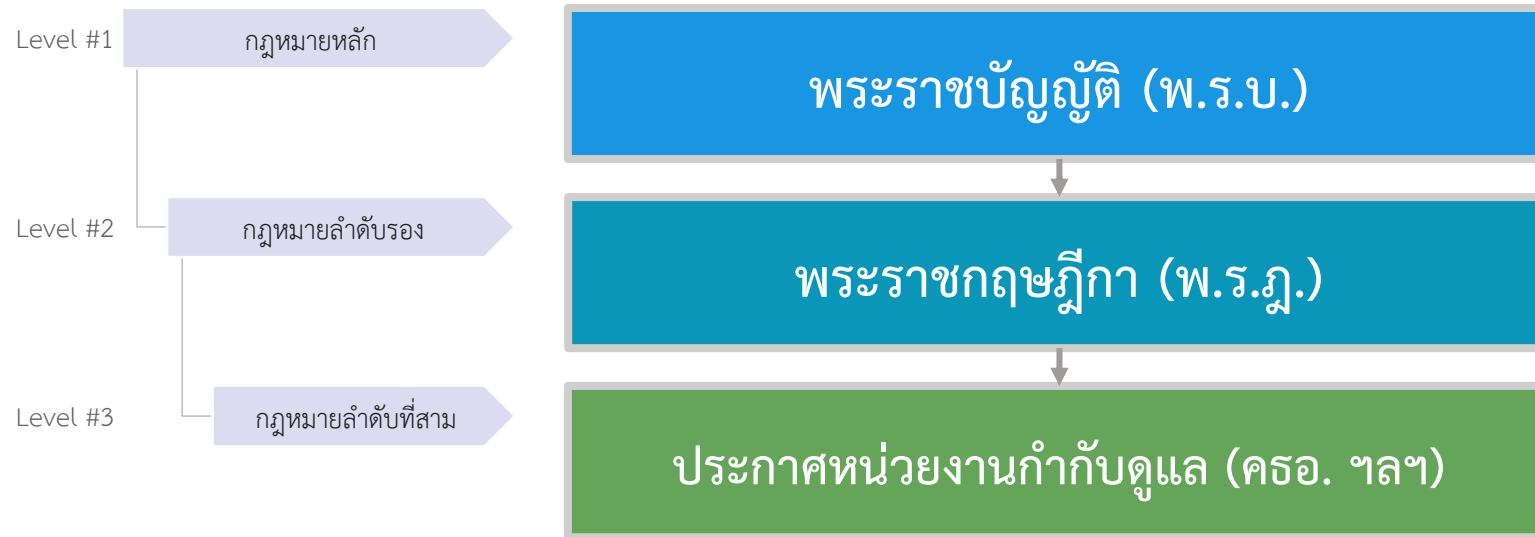 Level #1
กฎหมายหลัก
พระราชบัญญัติ (พ.ร.บ.)
Level #2
กฎหมายลำดับรอง
พระราชกฤษฎีกา (พ.ร.ฎ.)
Level #3
กฎหมายลำดับที่สาม
ประกาศหน่วยงานกำกับดูแล (คธอ. ฯลฯ)